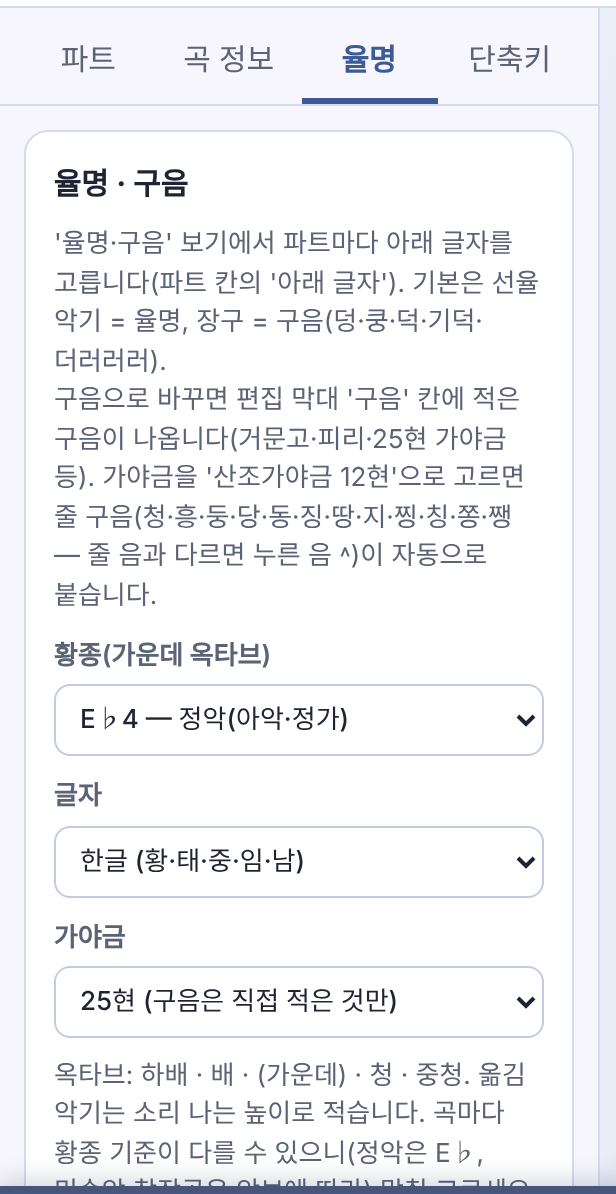 파트 곡 정보 율명 단축키
율명 · 구음
'율명·구음' 보기에서 파트마다 아래 글자를
고릅니다(파트 칸의 '아래 글자'). 기본은 선율
악기 = 율명, 장구 = 구음(덩·쿵·덕·기덕·
더러러러).
구음으로 바꾸면 편집 막대 '구음' 칸에 적은
구음이 나옵니다(거문고·피리·25현 가야금
등). 가야금을 '산조가야금 12현'으로 고르면
줄 구음(청·흥·둥·당·동·징·땅·지·찡·칭·쫑·쨍
— 줄 음과 다르면 누른 음 ^)이 자동으로
붙습니다.
황종(가운데 옥타브)
E♭4 — 정악(아악·정가)
글자
한글 (황·태·중·임·남)
가야금
25현 (구음은 직접 적은 것만)
옥타브: 하배 · 배 · (가운데) · 청 · 중청. 옮김
악기는 소리 나는 높이로 적습니다. 곡마다
황종 기준이 다를 수 있으니(정악은 E♭,